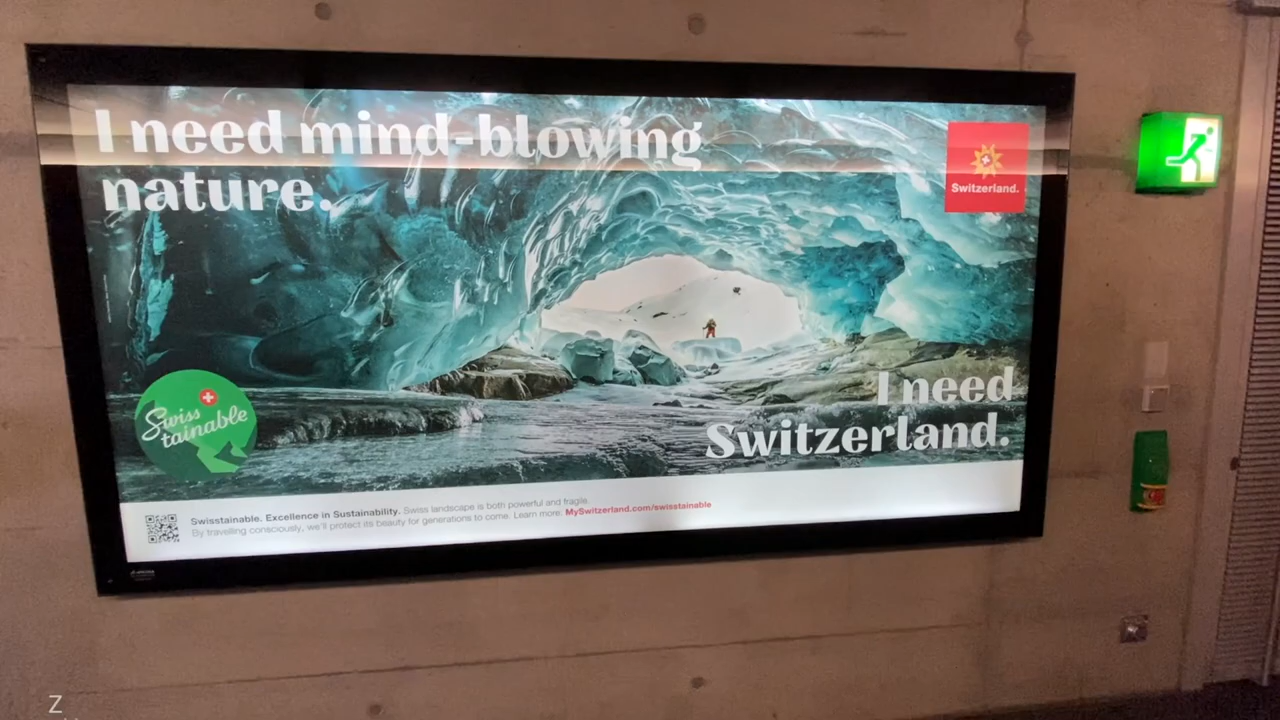 I need mind-blowing
nature.
Switzerland.
I need
Switzerland.
Swiss
tainable
Swisstainable. Excellence in Sustainability. Swiss landscape is both powerful and fragile.
By travelling consciously, we'll protect its beauty for generations to come. Learn more: MySwitzerland.com/swisstainable
Z